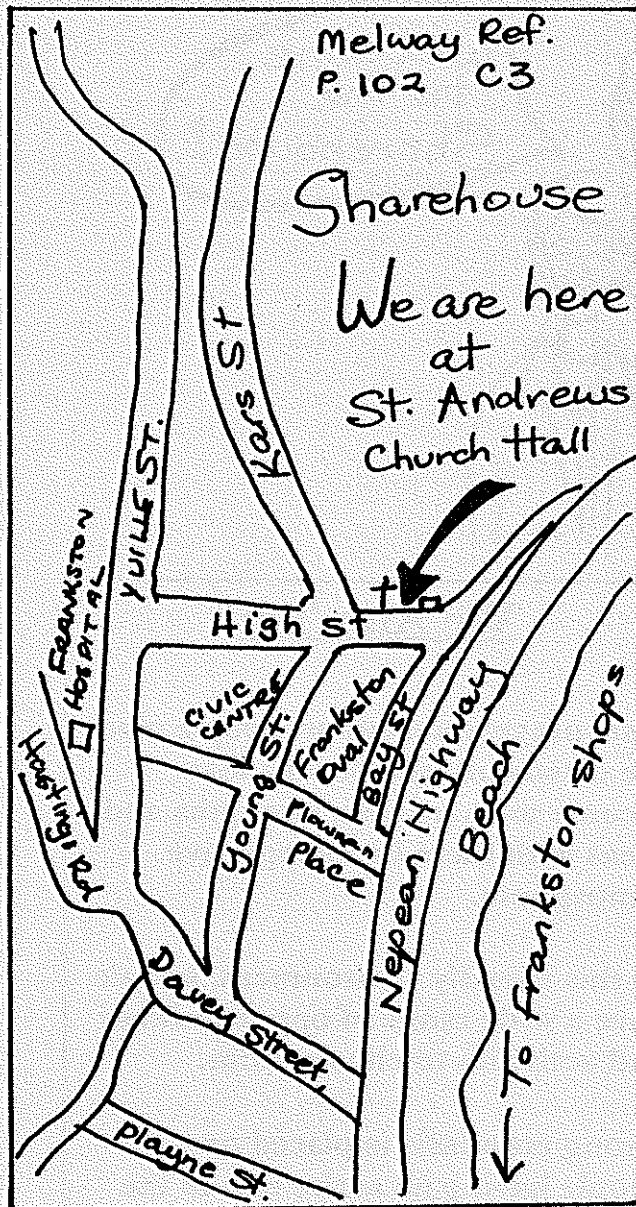 Melway Ref.
P. 102 C3
Sharehouse
We are here
at
St. Andrews
Church Hall
Kars St
YUILLE ST.
FRANKSTON
HOSPITAL
High St
CIVIC
CENTRE
Frankston
Oval
Bay St
Young St.
Plowman
Place
Hastings Rd
Nepean Highway
Beach
To Frankston shops
Davey Street,
Playne St.